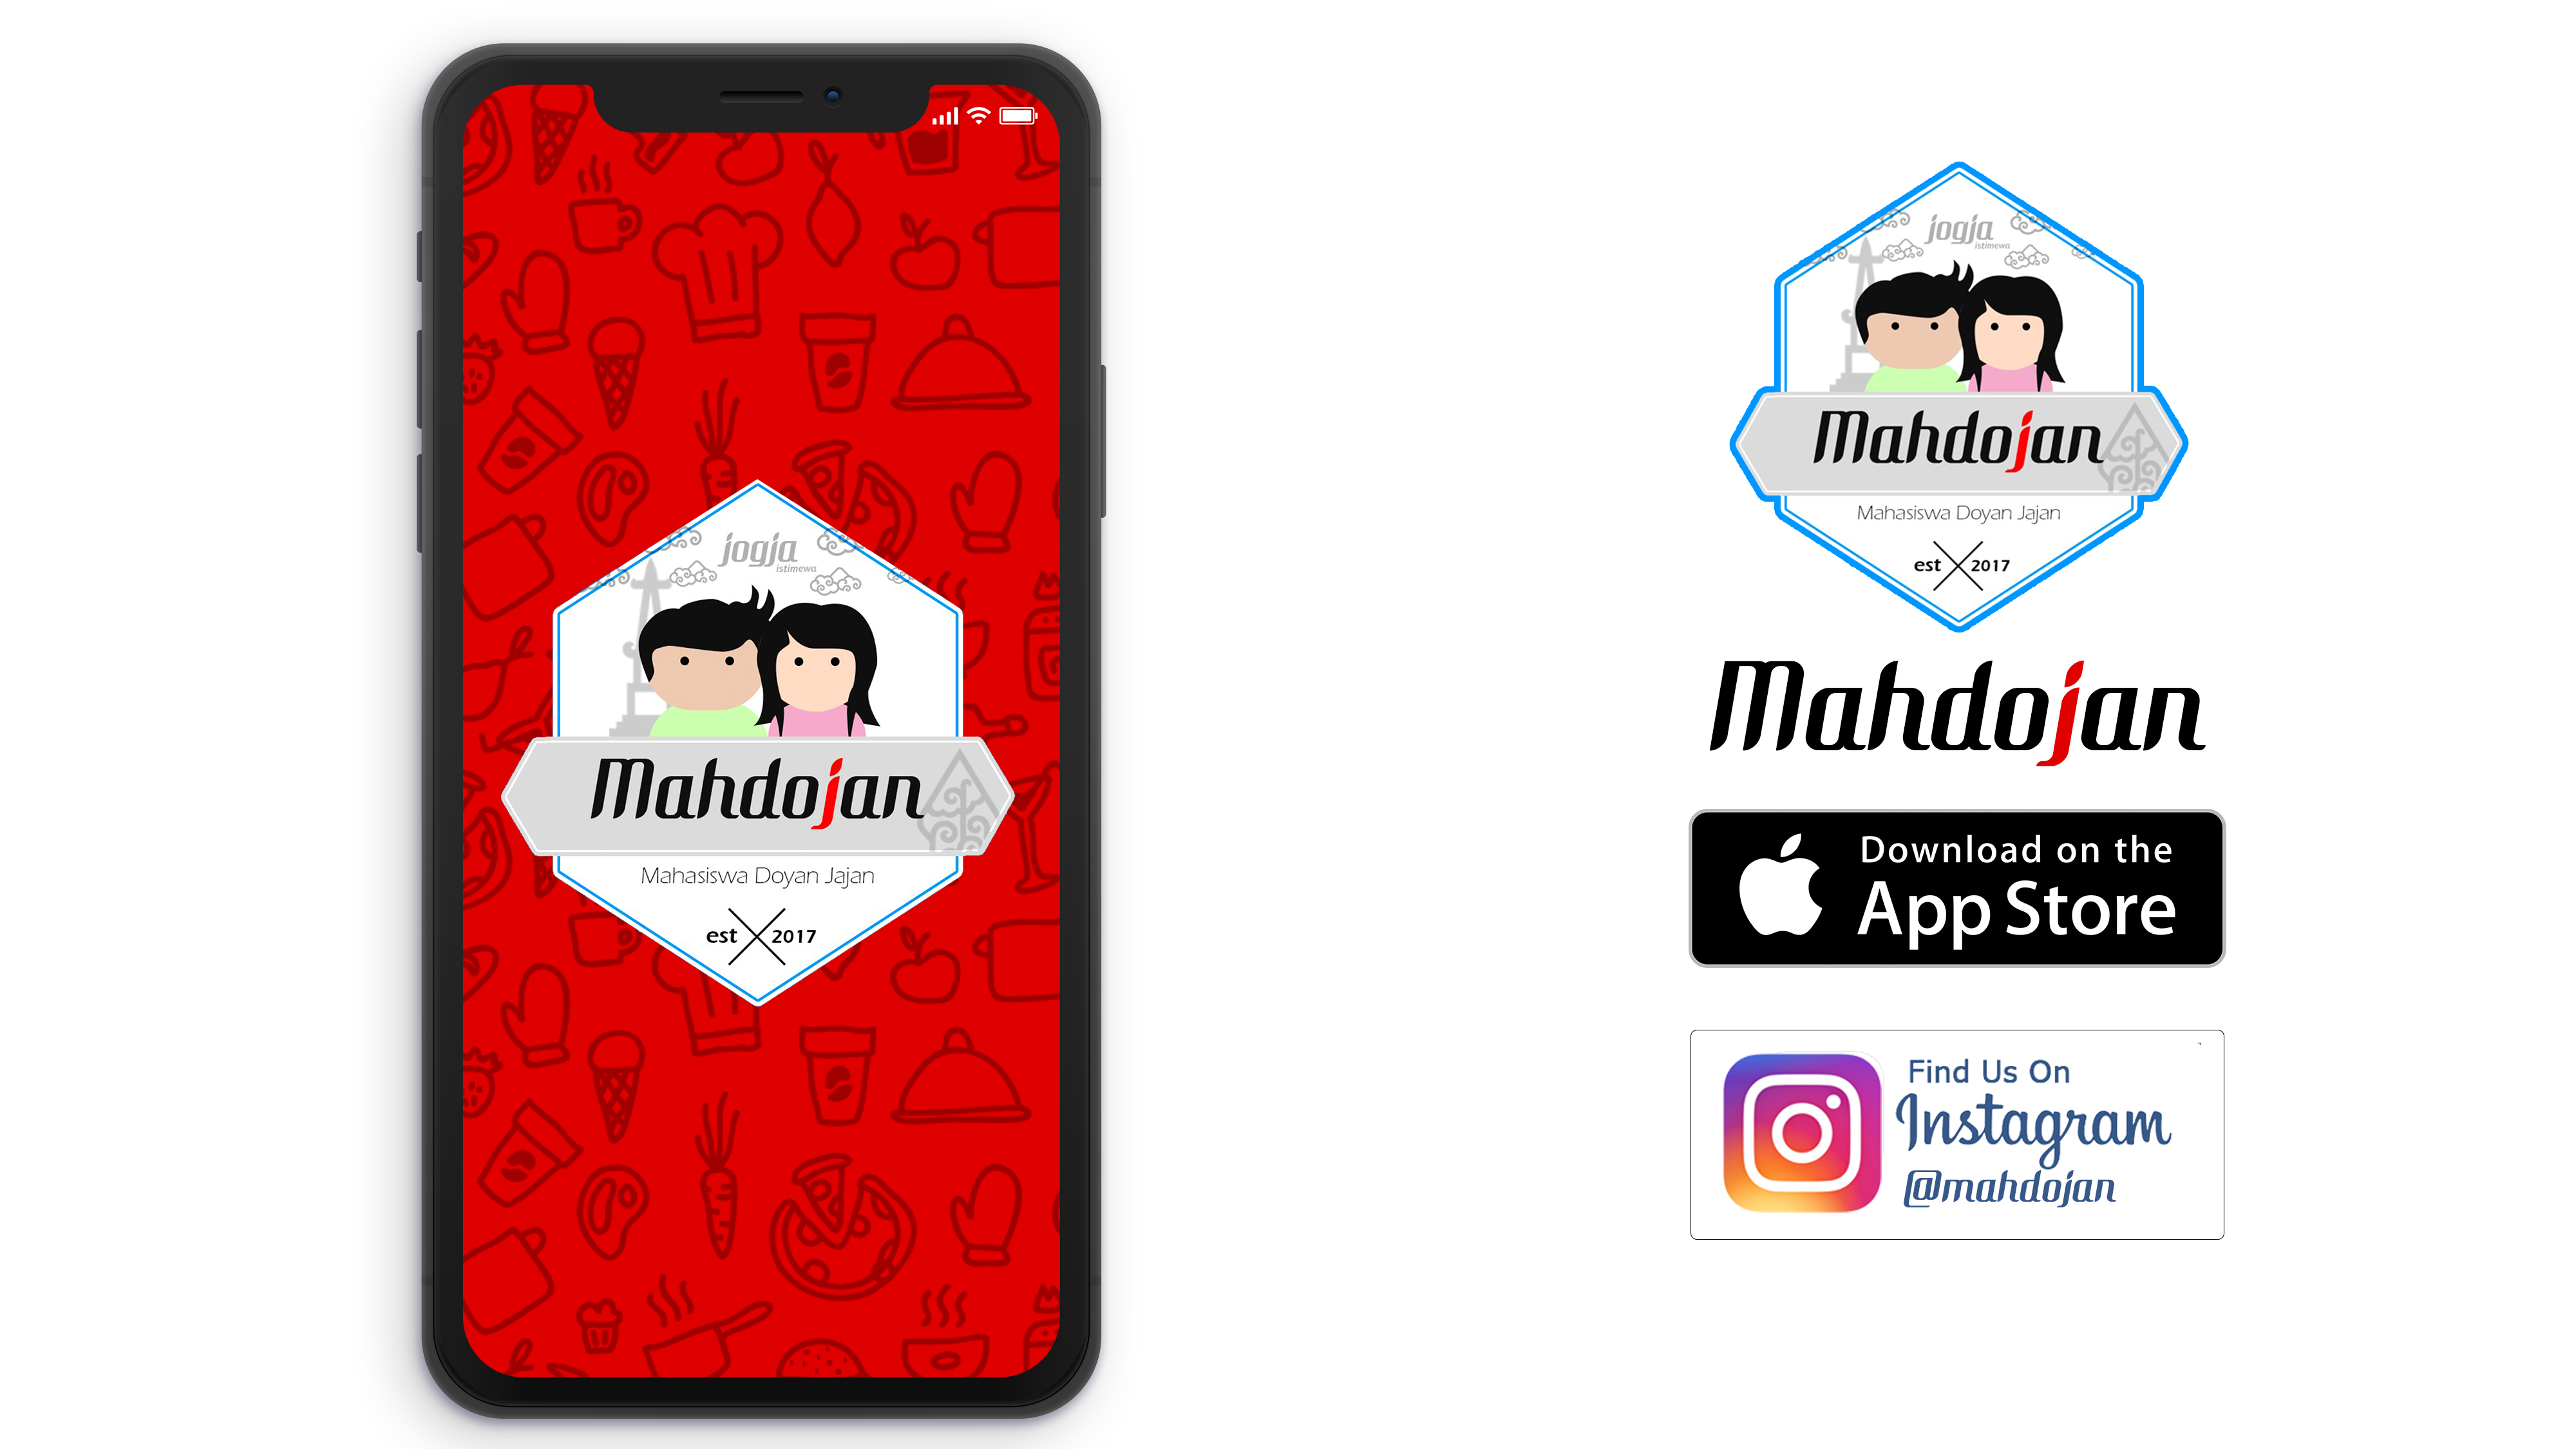 jogja
istimewa
Mahdojan
Mahasiswa Doyan Jajan
est 2017
jogja
istimewa
Mahdojan
Mahasiswa Doyan Jajan
est 2017
Mahdojan
Download on the
App Store
Find Us On
Instagram
@mahdojan